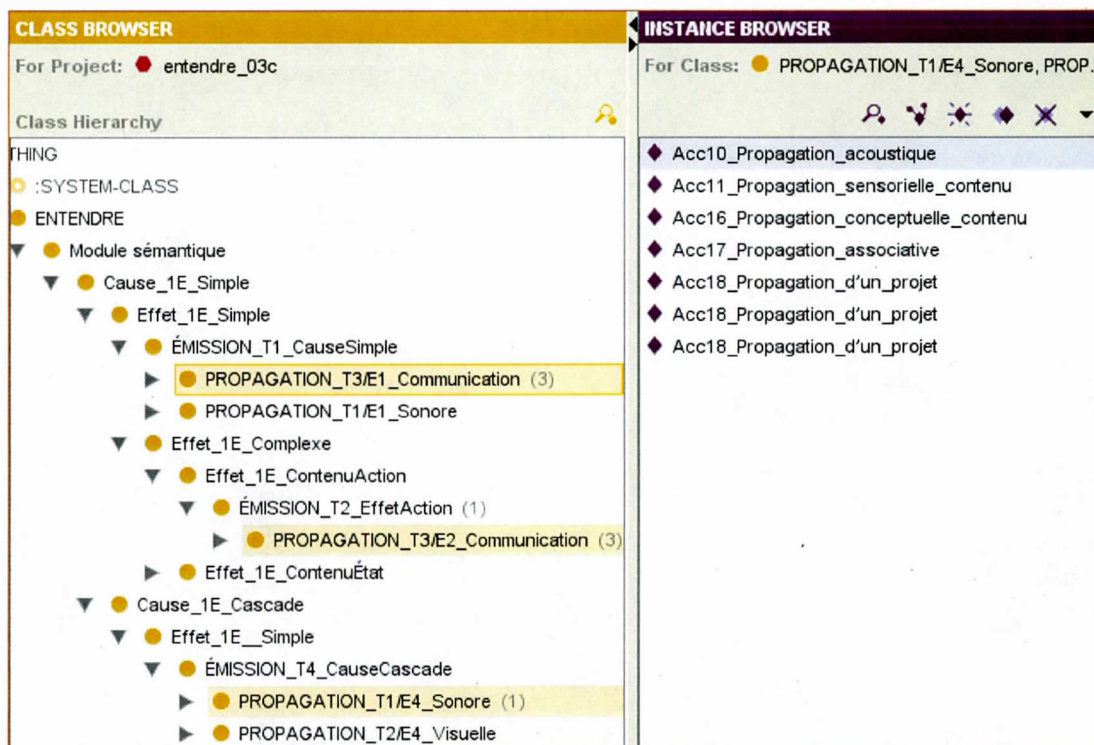 CLASS BROWSER
For Project: entendre_03c
Class Hierarchy
THING
:SYSTEM-CLASS
ENTENDRE
Module sémantique
Cause_1E_Simple
Effet_1E_Simple
ÉMISSION_T1_CauseSimple
PROPAGATION_T3/E1_Communication (3)
PROPAGATION_T1/E1_Sonore
Effet_1E_Complexe
Effet_1E_ContenuAction
ÉMISSION_T2_EffetAction (1)
PROPAGATION_T3/E2_Communication (3)
Effet_1E_ContenuÉtat
Cause_1E_Cascade
Effet_1E__Simple
ÉMISSION_T4_CauseCascade
PROPAGATION_T1/E4_Sonore (1)
PROPAGATION_T2/E4_Visuelle
INSTANCE BROWSER
For Class: PROPAGATION_T1/E4_Sonore, PROP.
Acc10_Propagation_acoustique
Acc11_Propagation_sensorielle_contenu
Acc16_Propagation_conceptuelle_contenu
Acc17_Propagation_associative
Acc18_Propagation_d'un_projet
Acc18_Propagation_d'un_projet
Acc18_Propagation_d'un_projet